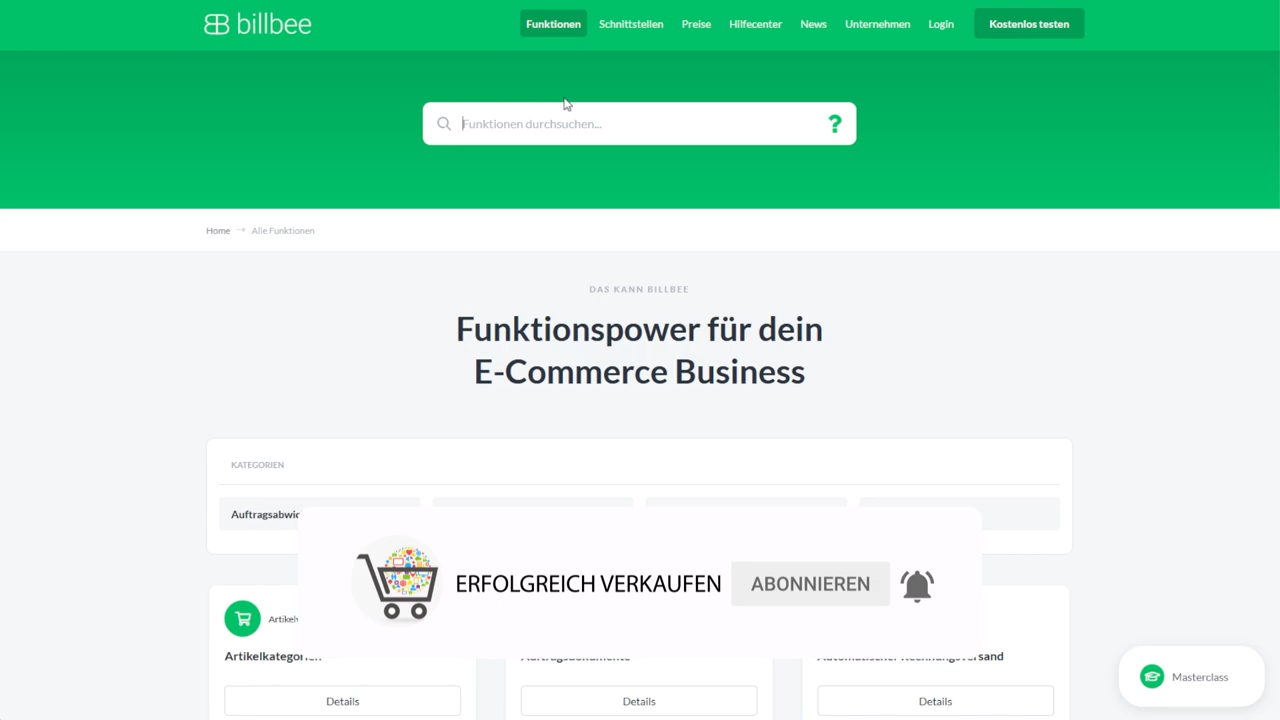 billbee
Funktionen Schnittstellen Preise Hilfecenter News Unternehmen Login Kostenlos testen
Funktionen durchsuchen... ?
Home → Alle Funktionen
DAS KANN BILLBEE
Funktionspower für dein
E-Commerce Business
KATEGORIEN
ERFOLGREICH VERKAUFEN ABONNIEREN
Artikelkategorien
Details Details Details
Masterclass